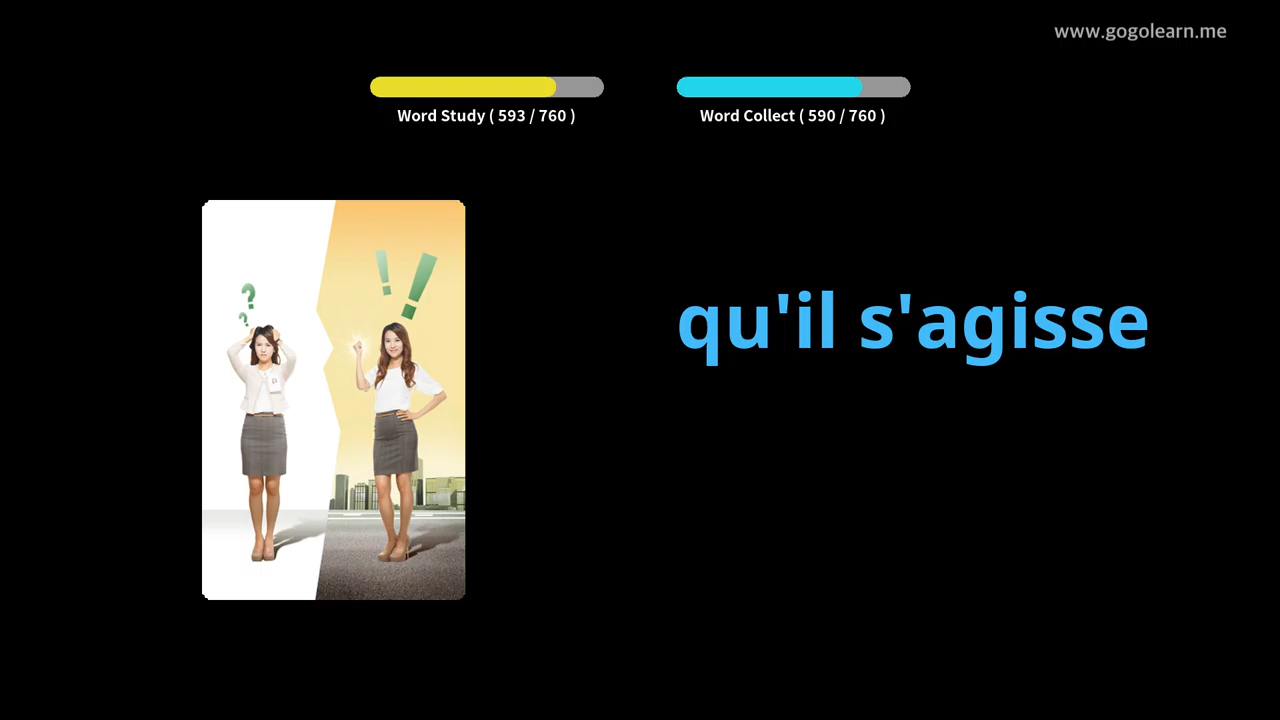 www.gogolearn.me
Word Study ( 593 / 760 )
Word Collect ( 590 / 760 )
? ?
! !
qu'il s'agisse